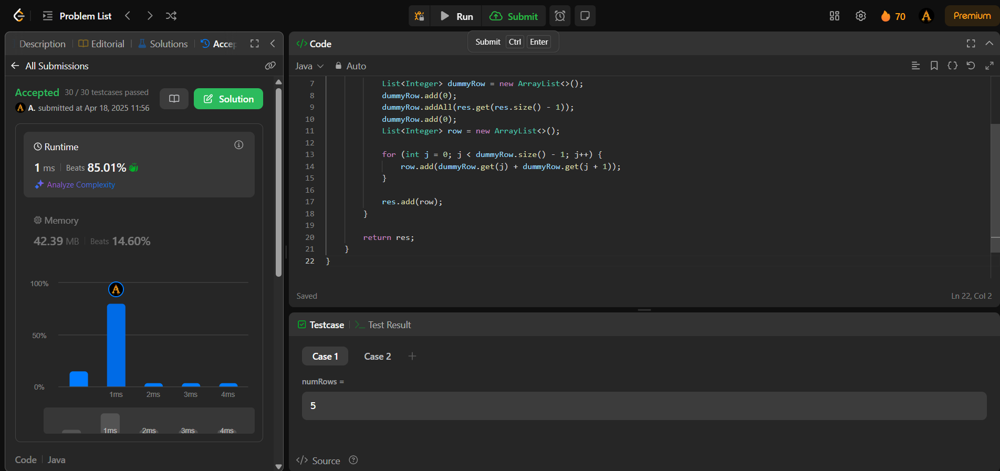 Problem List
Run
Submit
70
Premium
Submit Ctrl Enter
Description
Editorial
Solutions
Accep
All Submissions
Accepted 30 / 30 testcases passed
A. submitted at Apr 18, 2025 11:56
Solution
Runtime
1 ms Beats 85.01%
Analyze Complexity
Memory
42.39 MB Beats 14.60%
100%
50%
0%
1ms 2ms 3ms 4ms
1ms 2ms 3ms 4ms
Code Java
</> Code
Java Auto
7 List<Integer> dummyRow = new ArrayList<>();
8 dummyRow.add(0);
9 dummyRow.addAll(res.get(res.size() - 1));
10 dummyRow.add(0);
11 List<Integer> row = new ArrayList<>();
12
13 for (int j = 0; j < dummyRow.size() - 1; j++) {
14 row.add(dummyRow.get(j) + dummyRow.get(j + 1));
15 }
16
17 res.add(row);
18 }
19
20 return res;
21 }
22 }
Saved
Ln 22, Col 2
Testcase
>_ Test Result
Case 1 Case 2 +
numRows =
5
</> Source